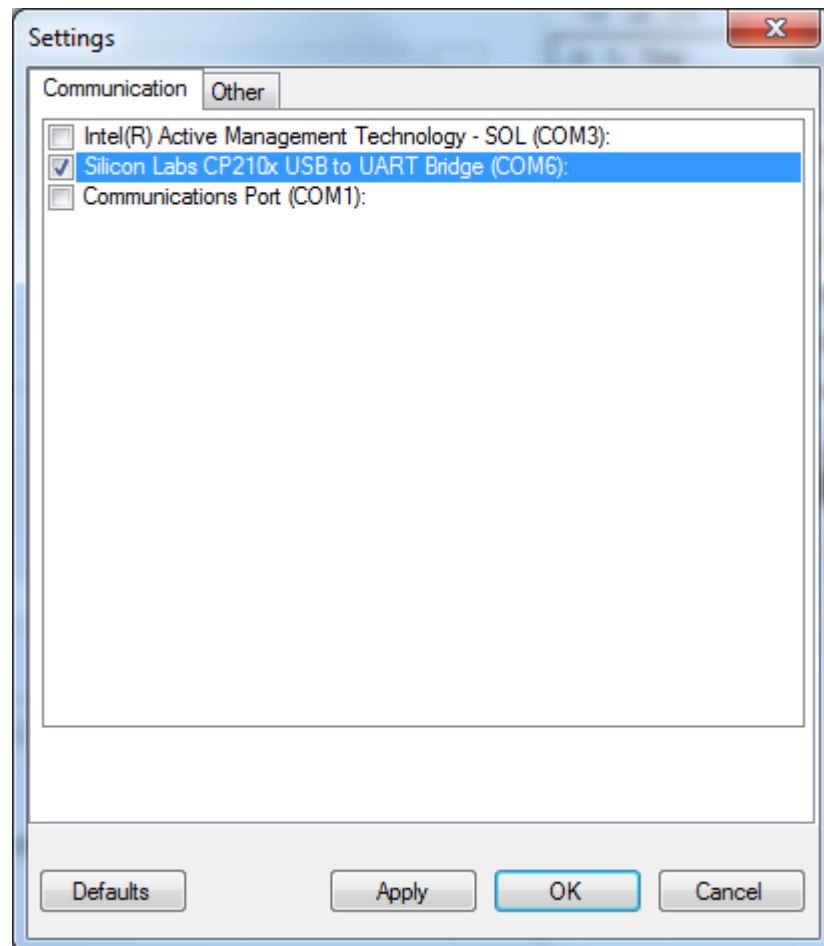 Settings
Communication Other
Intel(R) Active Management Technology - SOL (COM3):
Silicon Labs CP210x USB to UART Bridge (COM6):
Communications Port (COM1):
Defaults Apply OK Cancel